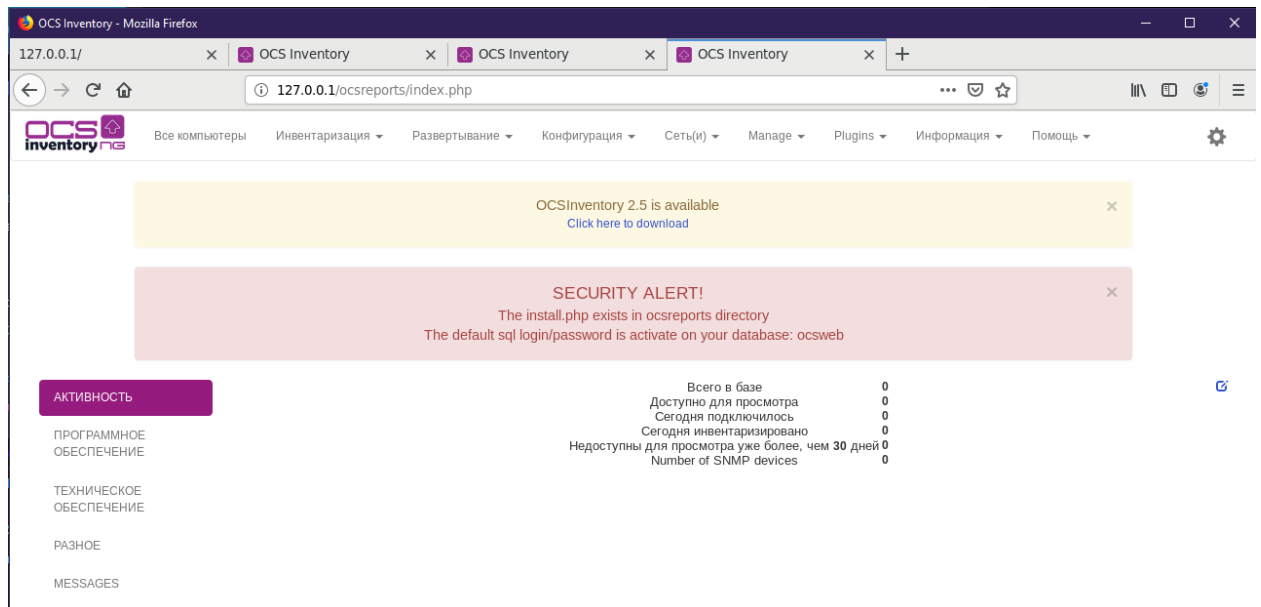 OCS Inventory - Mozilla Firefox
127.0.0.1/
OCS Inventory
OCS Inventory
OCS Inventory
127.0.0.1/ocsreports/index.php
OCS inventory NG
Все компьютеры
Инвентаризация
Развертывание
Конфигурация
Сеть(и)
Manage
Plugins
Информация
Помощь
OCSInventory 2.5 is available
Click here to download
SECURITY ALERT!
The install.php exists in ocsreports directory
The default sql login/password is activate on your database: ocsweb
АКТИВНОСТЬ
ПРОГРАММНОЕ
ОБЕСПЕЧЕНИЕ
ТЕХНИЧЕСКОЕ
ОБЕСПЕЧЕНИЕ
РАЗНОЕ
MESSAGES
Всего в базе 0
Доступно для просмотра 0
Сегодня подключилось 0
Сегодня инвентаризировано 0
Недоступны для просмотра уже более, чем 30 дней 0
Number of SNMP devices 0